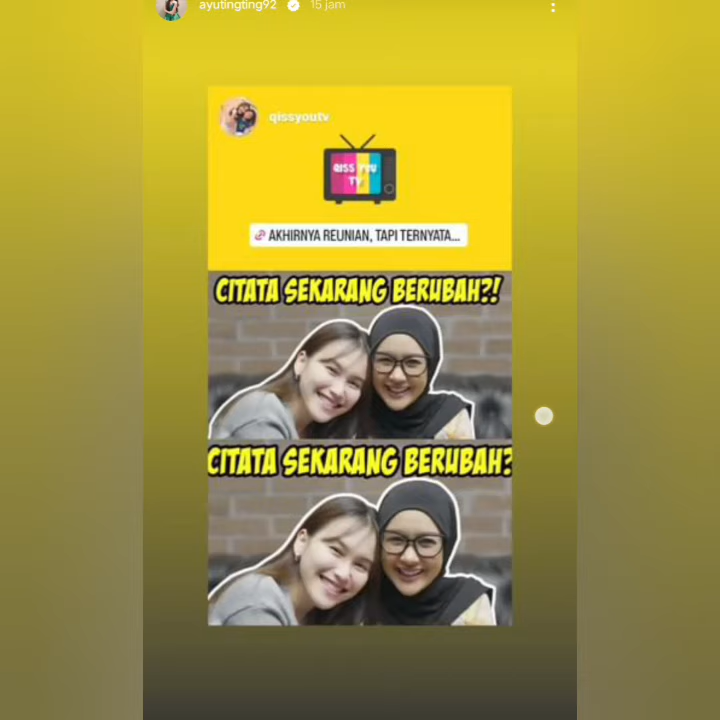 ayutingting92 15 jam
qissyoutv
QISS YOU
TV
AKHIRNYA REUNIAN, TAPI TERNYATA...
CITATA SEKARANG BERUBAH?!
CITATA SEKARANG BERUBAH?